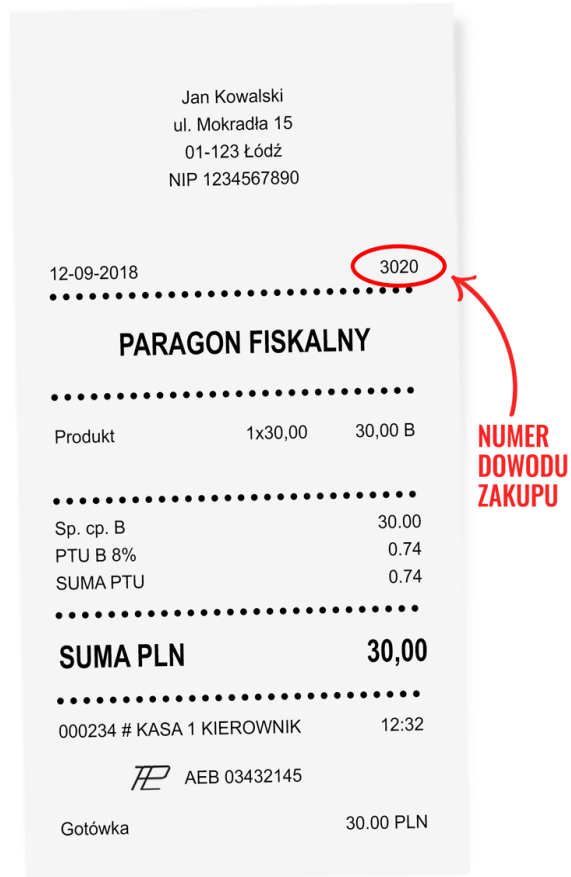 Jan Kowalski
ul. Mokradła 15
01-123 Łódź
NIP 1234567890
12-09-2018 3020
PARAGON FISKALNY
Produkt 1x30,00 30,00 B
Sp. cp. B 30.00
PTU B 8% 0.74
SUMA PTU 0.74
SUMA PLN 30,00
000234 # KASA 1 KIEROWNIK 12:32
AEB 03432145
Gotówka 30.00 PLN
NUMER
DOWODU
ZAKUPU